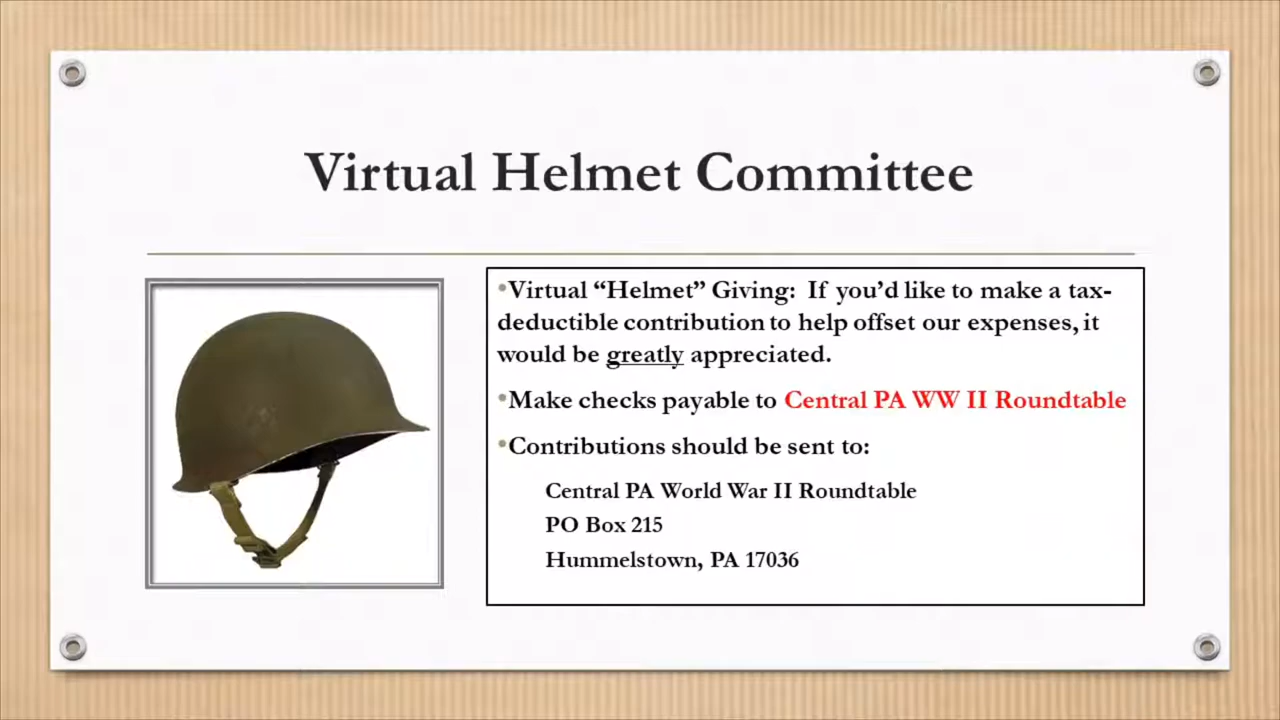 Virtual Helmet Committee
•Virtual “Helmet” Giving: If you’d like to make a tax-
deductible contribution to help offset our expenses, it
would be greatly appreciated.
•Make checks payable to Central PA WW II Roundtable
•Contributions should be sent to:
Central PA World War II Roundtable
PO Box 215
Hummelstown, PA 17036